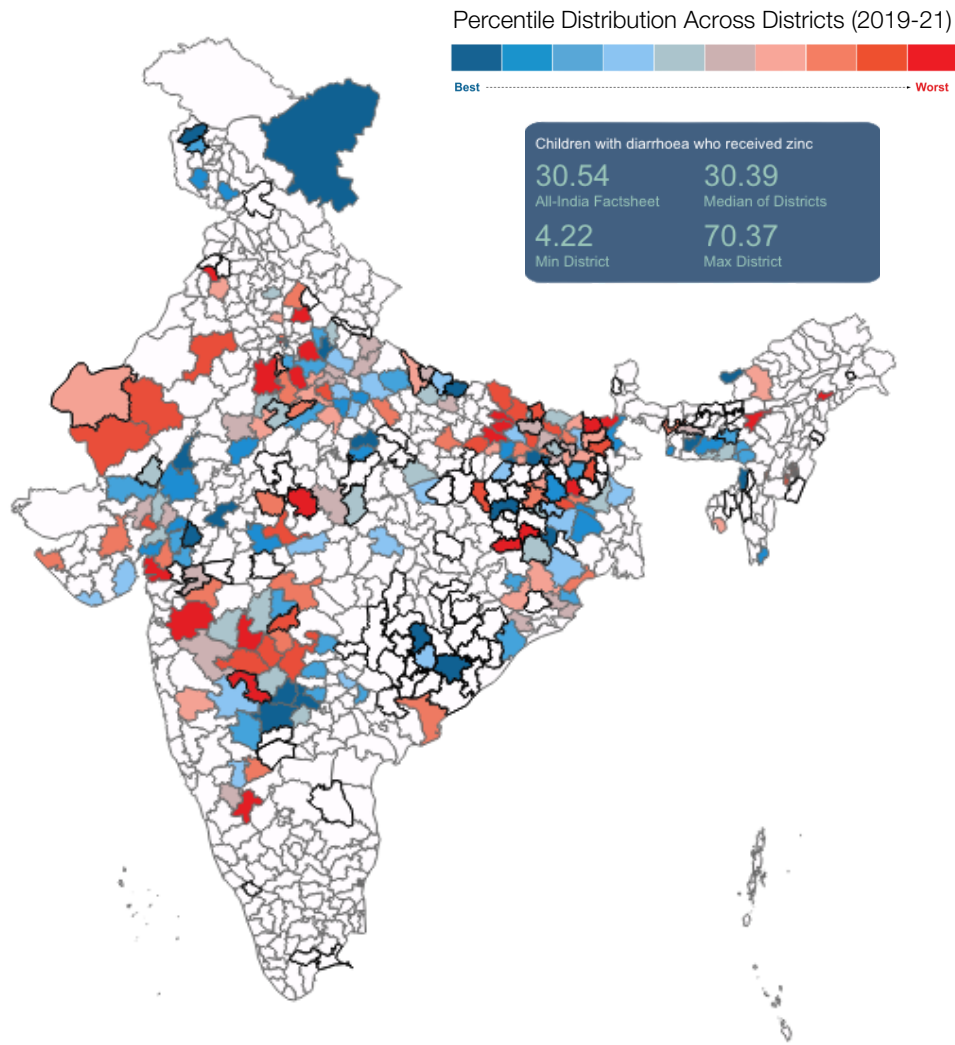 Percentile Distribution Across Districts (2019-21)
Best
Worst
Children with diarrhoea who received zinc
30.54
30.39
All-India Factsheet
Median of Districts
4.22
70.37
Min District
Max District